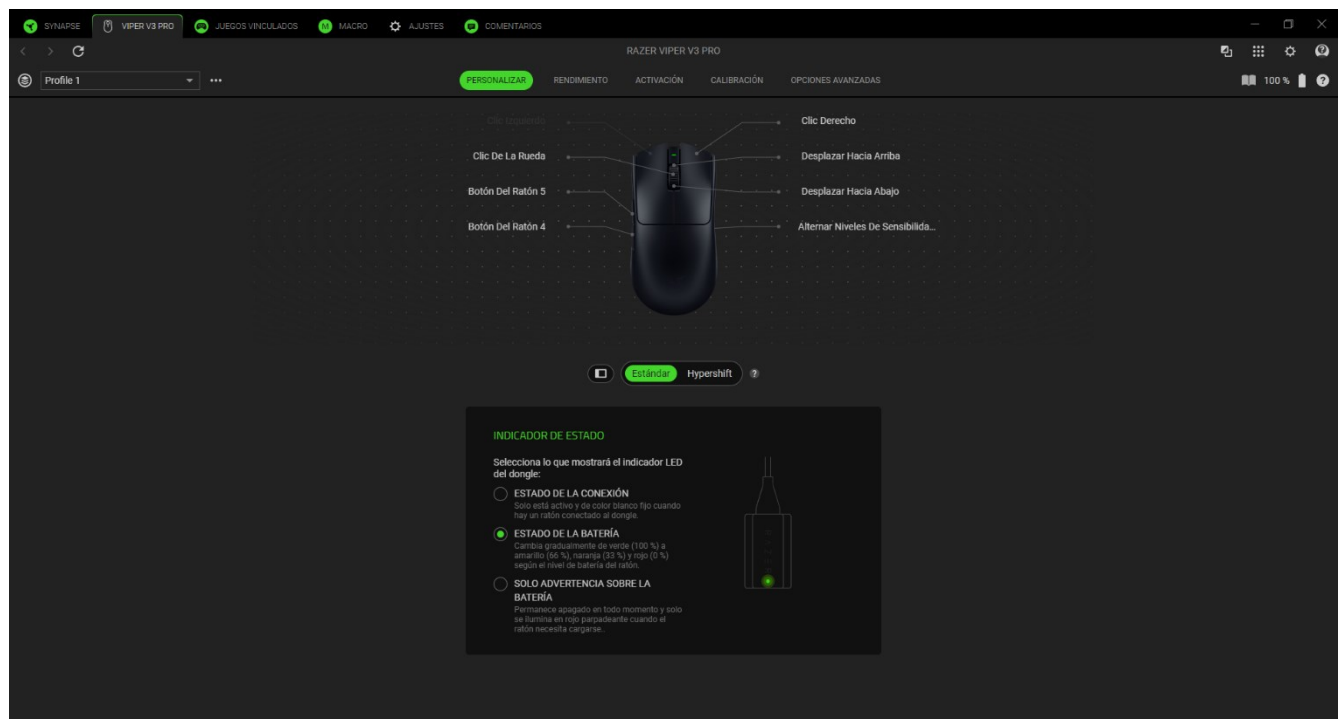 SYNAPSE
VIPER V3 PRO
JUEGOS VINCULADOS
M
MACRO
AJUSTES
COMENTARIOS
RAZER VIPER V3 PRO
Profile 1
PERSONALIZAR
RENDIMIENTO
ACTIVACIÓN
CALIBRACIÓN
OPCIONES AVANZADAS
100 %
Clic Izquierdo
Clic Derecho
Clic De La Rueda
Desplazar Hacia Arriba
Botón Del Ratón 5
Desplazar Hacia Abajo
Botón Del Ratón 4
Alternar Niveles De Sensibilida...
Estándar
Hypershift
?
INDICADOR DE ESTADO
Selecciona lo que mostrará el indicador LED
del dongle:
ESTADO DE LA CONEXIÓN
Solo está activo y de color blanco fijo cuando
hay un ratón conectado al dongle.
ESTADO DE LA BATERÍA
Cambia gradualmente de verde (100 %) a
amarillo (66 %), naranja (33 %) y rojo (0 %)
según el nivel de batería del ratón.
SOLO ADVERTENCIA SOBRE LA
BATERÍA
Permanece apagado en todo momento y solo
se ilumina en rojo parpadeante cuando el
ratón necesita cargarse..